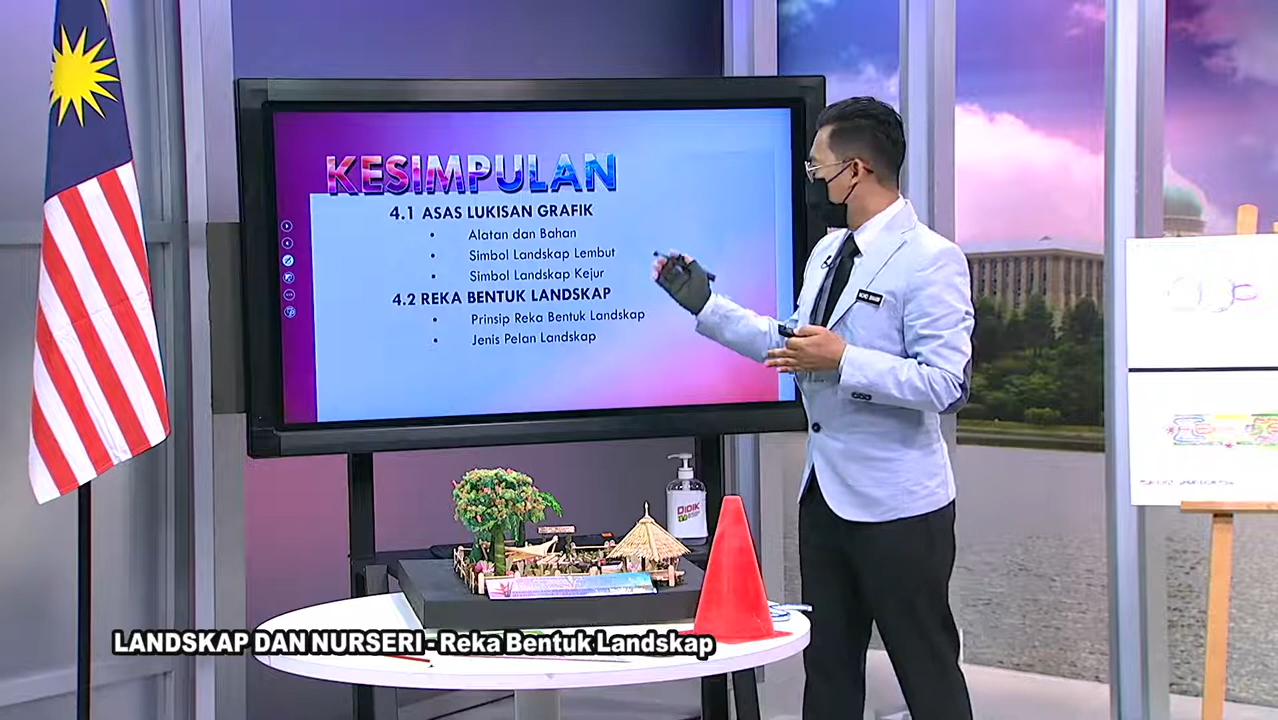 KESIMPULAN
4.1 ASAS LUKISAN GRAFIK
• Alatan dan Bahan
• Simbol Landskap Lembut
• Simbol Landskap Kejur
4.2 REKA BENTUK LANDSKAP
• Prinsip Reka Bentuk Landskap
• Jenis Pelan Landskap
DIDIK
LANDSKAP DAN NURSERI - Reka Bentuk Landskap